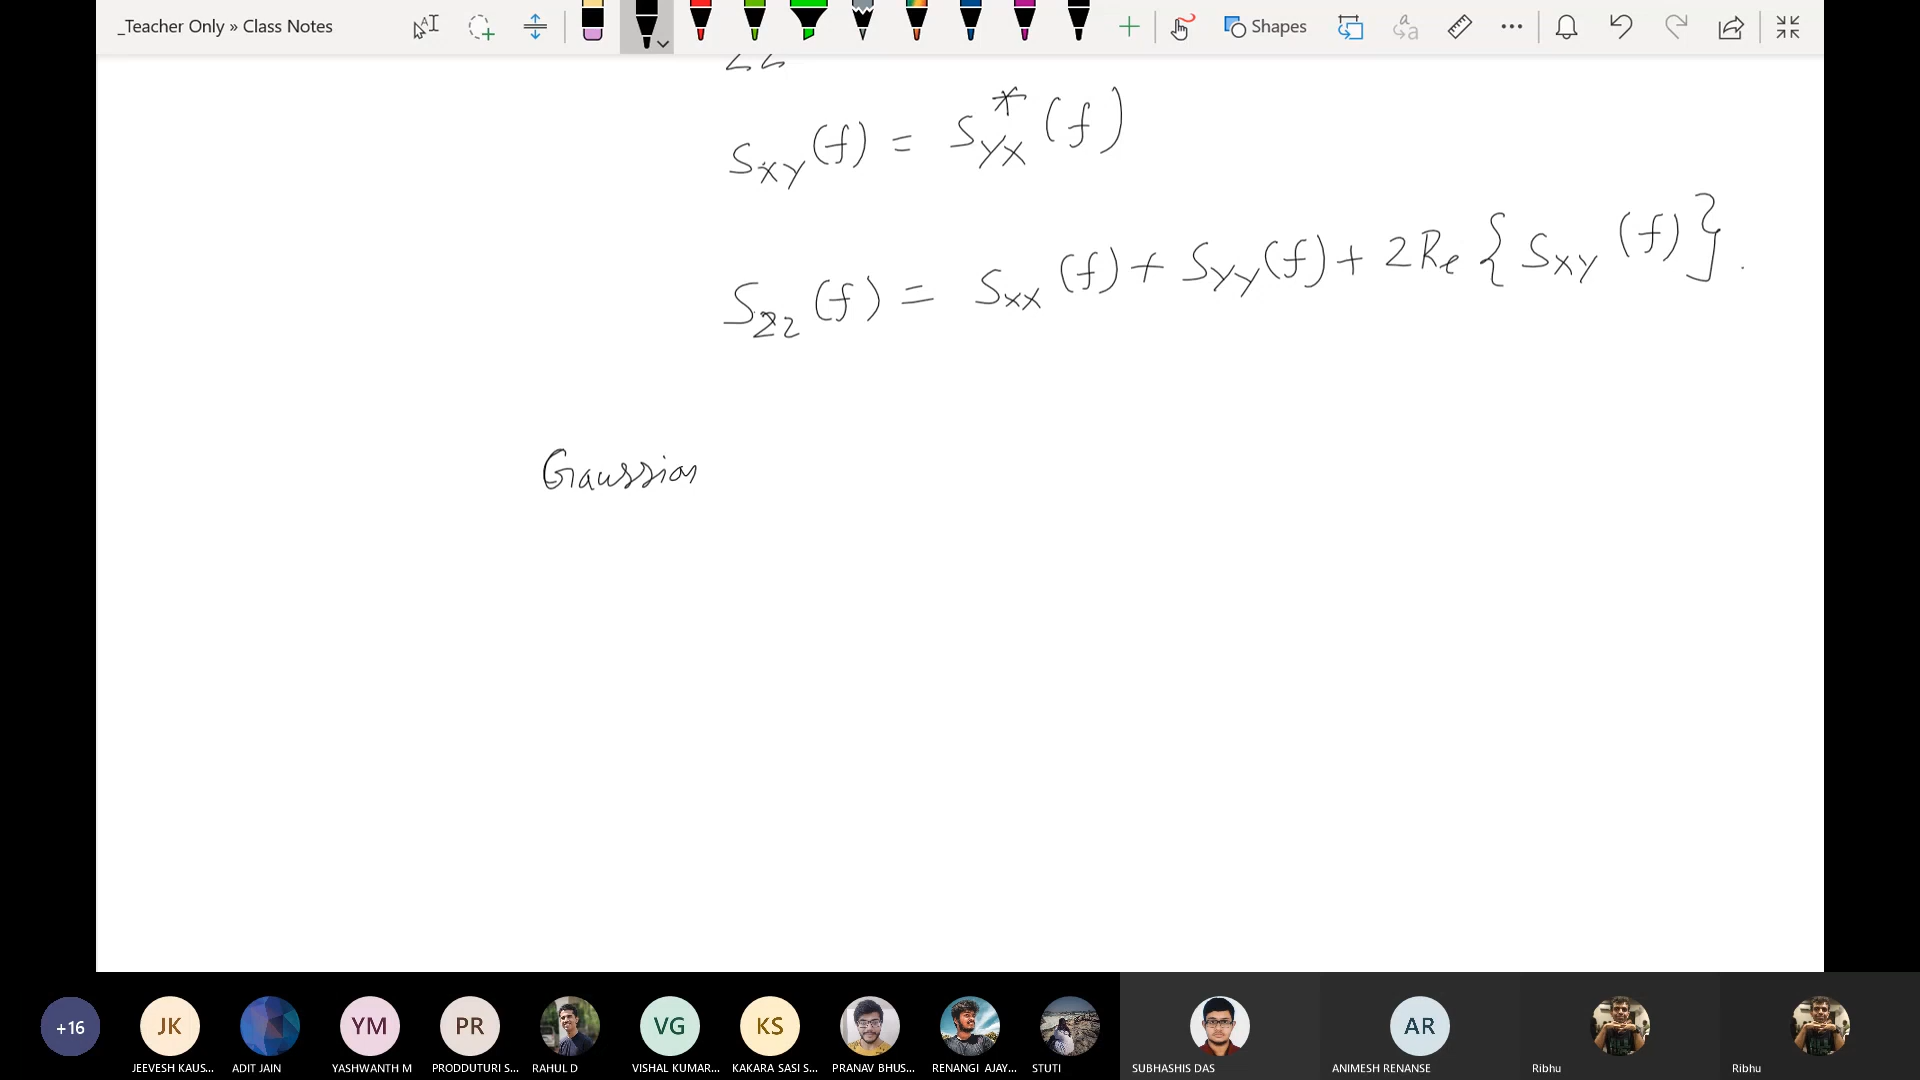 _Teacher Only » Class Notes
Shapes
S_XY(f) = S_YX^*(f)
S_ZZ(f) = S_XX(f) + S_YY(f) + 2Re{S_XY(f)}.
Gaussian
+16
JK
YM
PR
VG
KS
AR
JEEVESH KAUS...
ADIT JAIN
YASHWANTH M
PRODDUTURI S...
RAHUL D
VISHAL KUMAR...
KAKARA SASI S...
PRANAV BHUS...
RENANGI AJAY...
STUTI
SUBHASHIS DAS
ANIMESH RENANSE
Ribhu
Ribhu